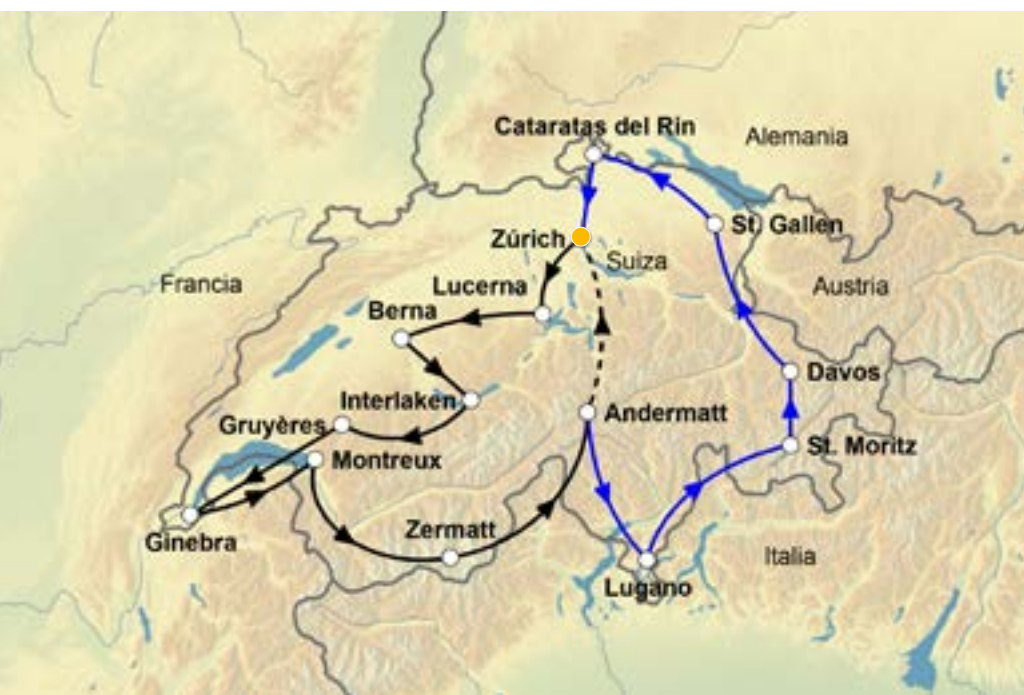 Cataratas del Rin
Alemania
St. Gallen
Zúrich
Suiza
Francia
Lucerna
Austria
Berna
Davos
Interlaken
Andermatt
Gruyères
St. Moritz
Montreux
Zermatt
Ginebra
Italia
Lugano